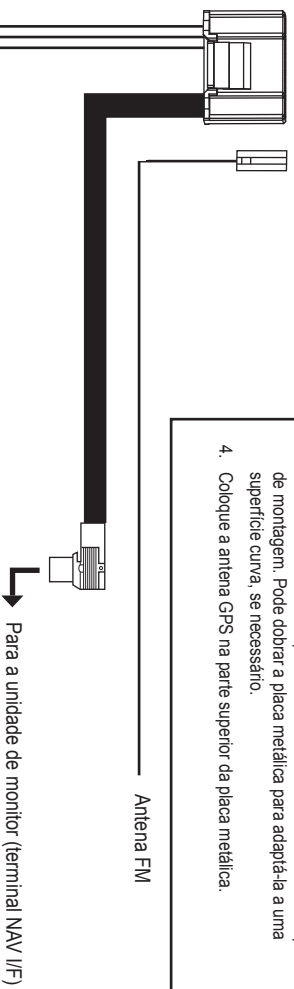 de montagem. Pode dobrar a placa metálica para adaptá-la a uma
superfície curva, se necessário.
4. Coloque a antena GPS na parte superior da placa metálica.
Antena FM
Para a unidade de monitor (terminal NAV I/F)